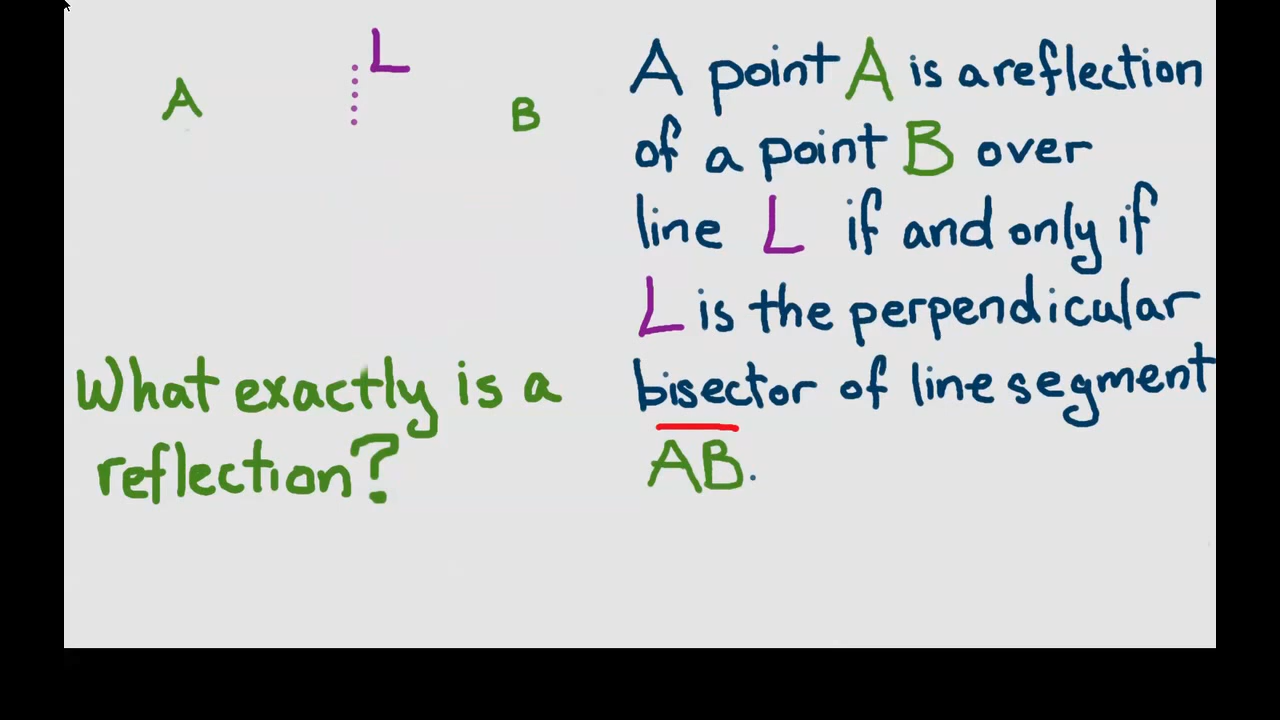 L
A
B
What exactly is a
reflection?
A point A is a reflection
of a point B over
line L if and only if
L is the perpendicular
bisector of line segment
AB.